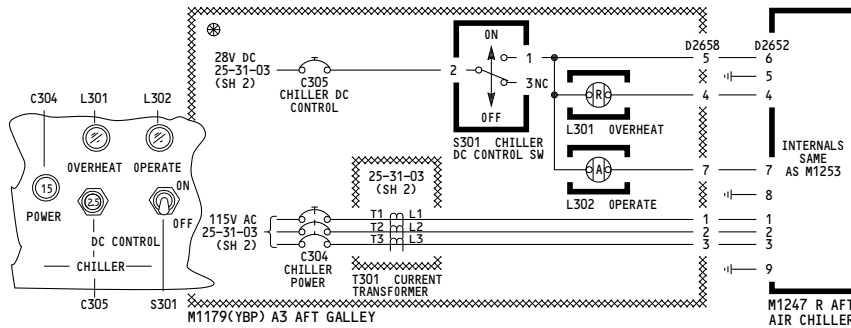 C304
L301
L302
OVERHEAT
OPERATE
15
2.5
ON
OFF
POWER
DC CONTROL
CHILLER
C305
S301
28V DC
25-31-03
(SH 2)
C305
CHILLER DC
CONTROL
ON
OFF
2
1
3 NC
S301 CHILLER
DC CONTROL SW
R
L301 OVERHEAT
A
L302 OPERATE
25-31-03
(SH 2)
115V AC
25-31-03
(SH 2)
C304
CHILLER
POWER
T1 L1
T2 L2
T3 L3
T301 CURRENT
TRANSFORMER
M1179(YBP) A3 AFT GALLEY
D2658
5
4
7
1
2
3
D2652
6
5
4
7
8
1
2
3
9
INTERNALS
SAME
AS M1253
M1247 R AFT
AIR CHILLER